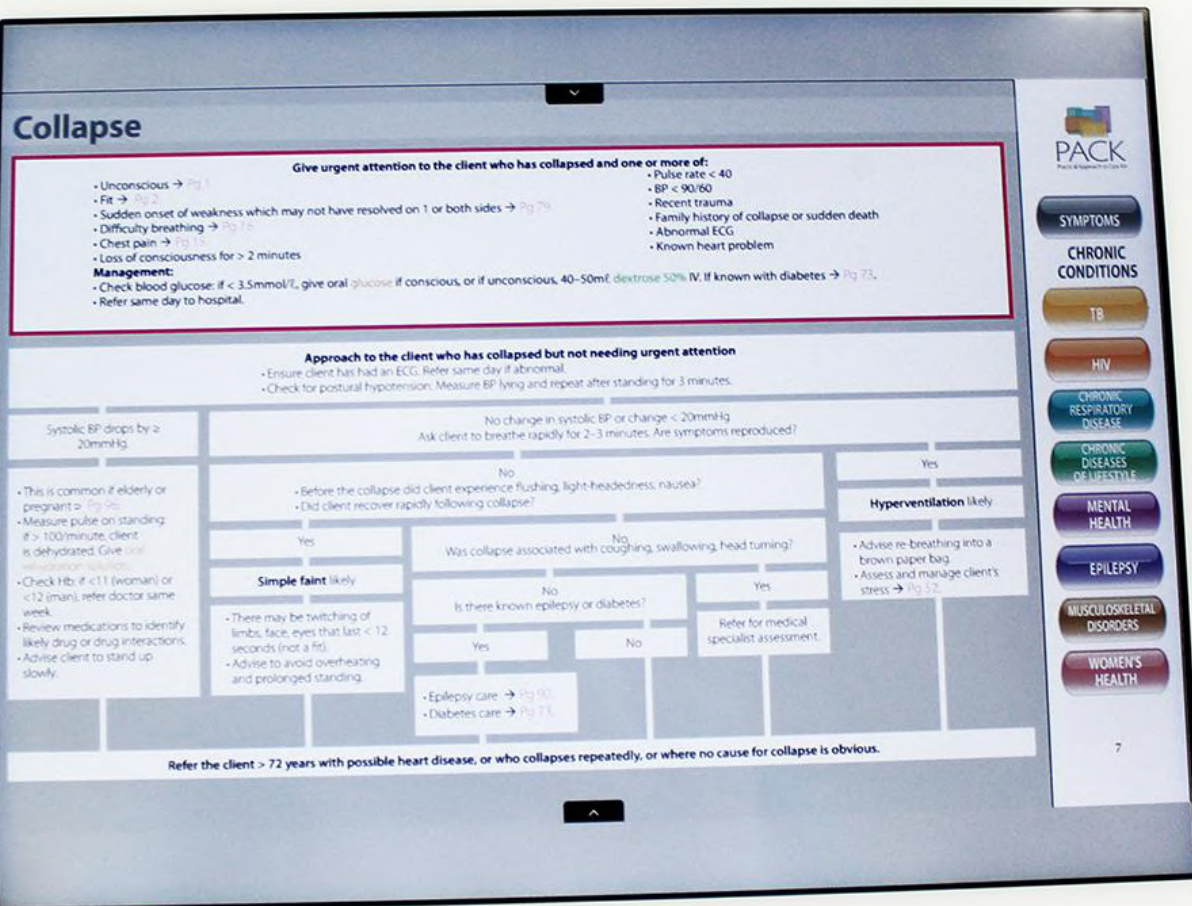 Collapse
Give urgent attention to the client who has collapsed and one or more of:
• Unconscious → Pg 1
• Fit → Pg 2
• Sudden onset of weakness which may not have resolved on 1 or both sides → Pg 79
• Difficulty breathing → Pg 16
• Chest pain → Pg 15
• Loss of consciousness for > 2 minutes
• Pulse rate < 40
• BP < 90/60
• Recent trauma
• Family history of collapse or sudden death
• Abnormal ECG
• Known heart problem
Management:
• Check blood glucose: if < 3.5mmol/ℓ, give oral glucose if conscious, or if unconscious, 40–50mℓ dextrose 50% IV. If known with diabetes → Pg 73.
• Refer same day to hospital.
Approach to the client who has collapsed but not needing urgent attention
• Ensure client has had an ECG. Refer same day if abnormal.
• Check for postural hypotension: Measure BP lying and repeat after standing for 3 minutes.
Systolic BP drops by ≥
20mmHg.
No change in systolic BP or change < 20mmHg
Ask client to breathe rapidly for 2–3 minutes. Are symptoms reproduced?
• This is common if elderly or
pregnant
• Measure pulse on standing:
if > 100/minute, client
is dehydrated. Give oral
rehydration solution.
• Check Hb: if <11 (woman) or
<12 (man), refer doctor same
week.
• Review medications to identify
likely drug or drug interactions.
• Advise client to stand up
slowly.
No
• Before the collapse did client experience flushing, light-headedness, nausea?
• Did client recover rapidly following collapse?
Yes
Simple faint likely
• There may be twitching of
limbs, face, eyes that last < 12
seconds (not a fit).
• Advise to avoid overheating
and prolonged standing.
No
Was collapse associated with coughing, swallowing, head turning?
No
Is there known epilepsy or diabetes?
Yes
• Epilepsy care → Pg 90.
• Diabetes care → Pg 73.
No
Yes
Refer for medical
specialist assessment.
Yes
Hyperventilation likely
• Advise re-breathing into a
brown paper bag.
• Assess and manage client's
stress → Pg 52.
Refer the client > 72 years with possible heart disease, or who collapses repeatedly, or where no cause for collapse is obvious.
PACK
SYMPTOMS
CHRONIC
CONDITIONS
TB
HIV
CHRONIC
RESPIRATORY
DISEASE
CHRONIC
DISEASES
OF LIFESTYLE
MENTAL
HEALTH
EPILEPSY
MUSCULOSKELETAL
DISORDERS
WOMEN'S
HEALTH
7